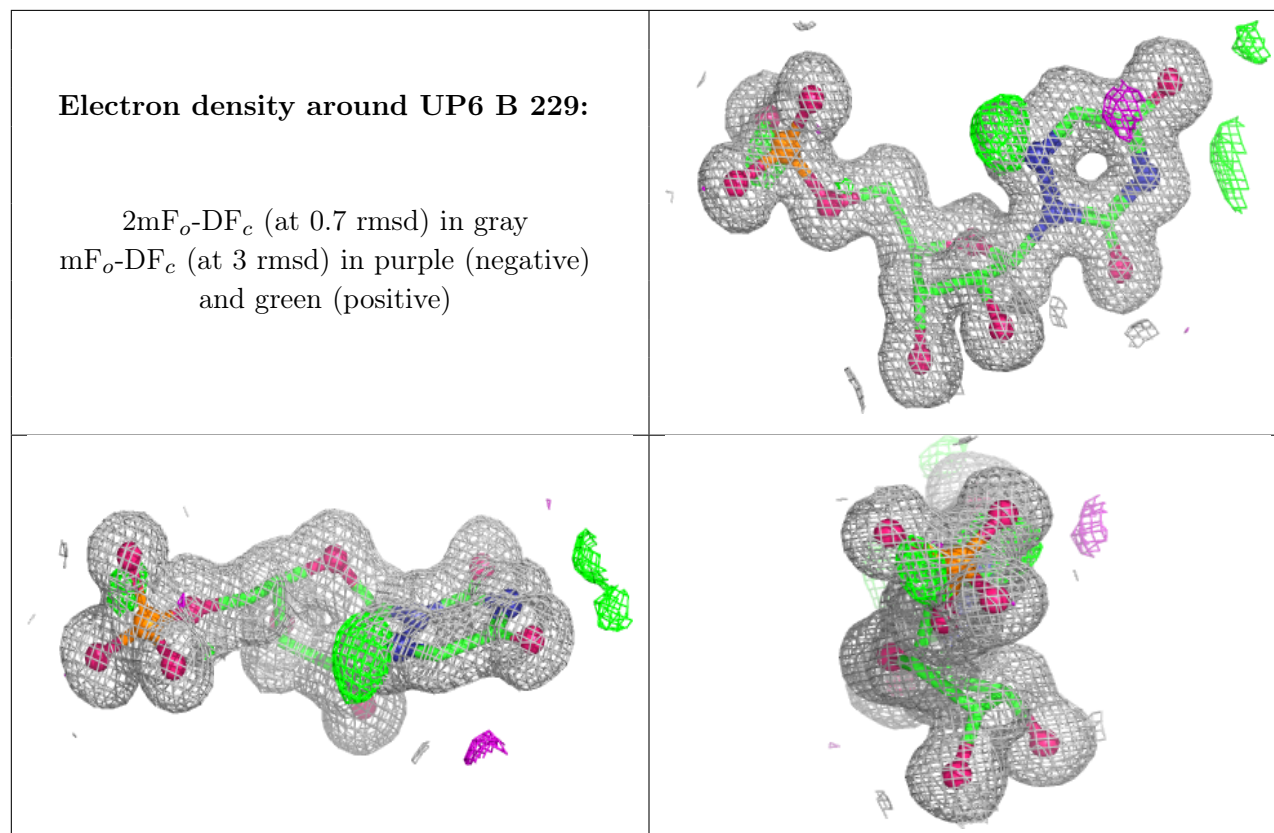 Electron density around UP6 B 229:
2mFo-DFc (at 0.7 rmsd) in gray
mFo-DFc (at 3 rmsd) in purple (negative)
and green (positive)